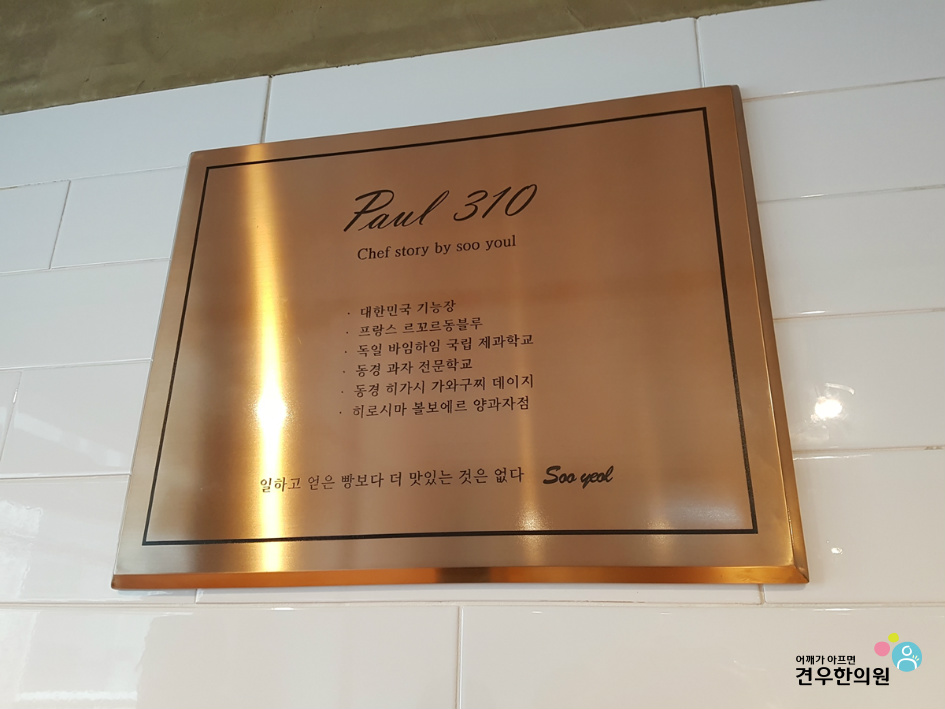 Paul 310
Chef story by soo youl
· 대한민국 기능장
· 프랑스 르꼬르동블루
· 독일 바임하임 국립 제과학교
· 동경 과자 전문학교
· 동경 히가시 가와구찌 데이지
· 히로시마 볼보에르 양과자점
일하고 얻은 빵보다 더 맛있는 것은 없다 Soo yeol
어깨가 아프면
견우한의원